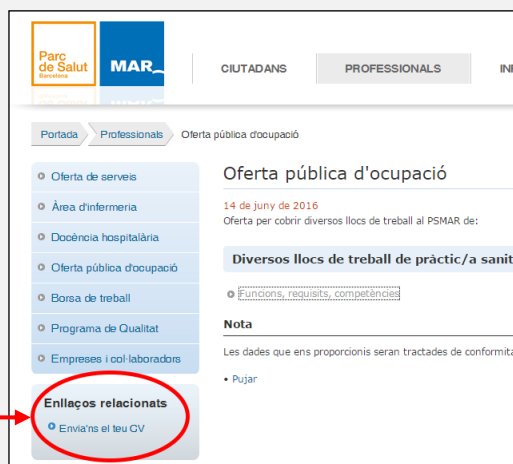 Parc
de Salut
Barcelona
MAR
CIUTADANS
PROFESSIONALS
Portada
Professionals
Oferta pública d'ocupació
Oferta de serveis
Àrea d'infermeria
Docència hospitalària
Oferta pública d'ocupació
Borsa de treball
Programa de Qualitat
Empreses i col·laboradors
Enllaços relacionats
Envia'ns el teu CV
Oferta pública d'ocupació
14 de juny de 2016
Oferta per cobrir diversos llocs de treball al PSMAR de:
Diversos llocs de treball de pràctic/a sanit
Funcions, requisits, competències
Nota
Les dades que ens proporcionis seran tractades de conformita
• Pujar